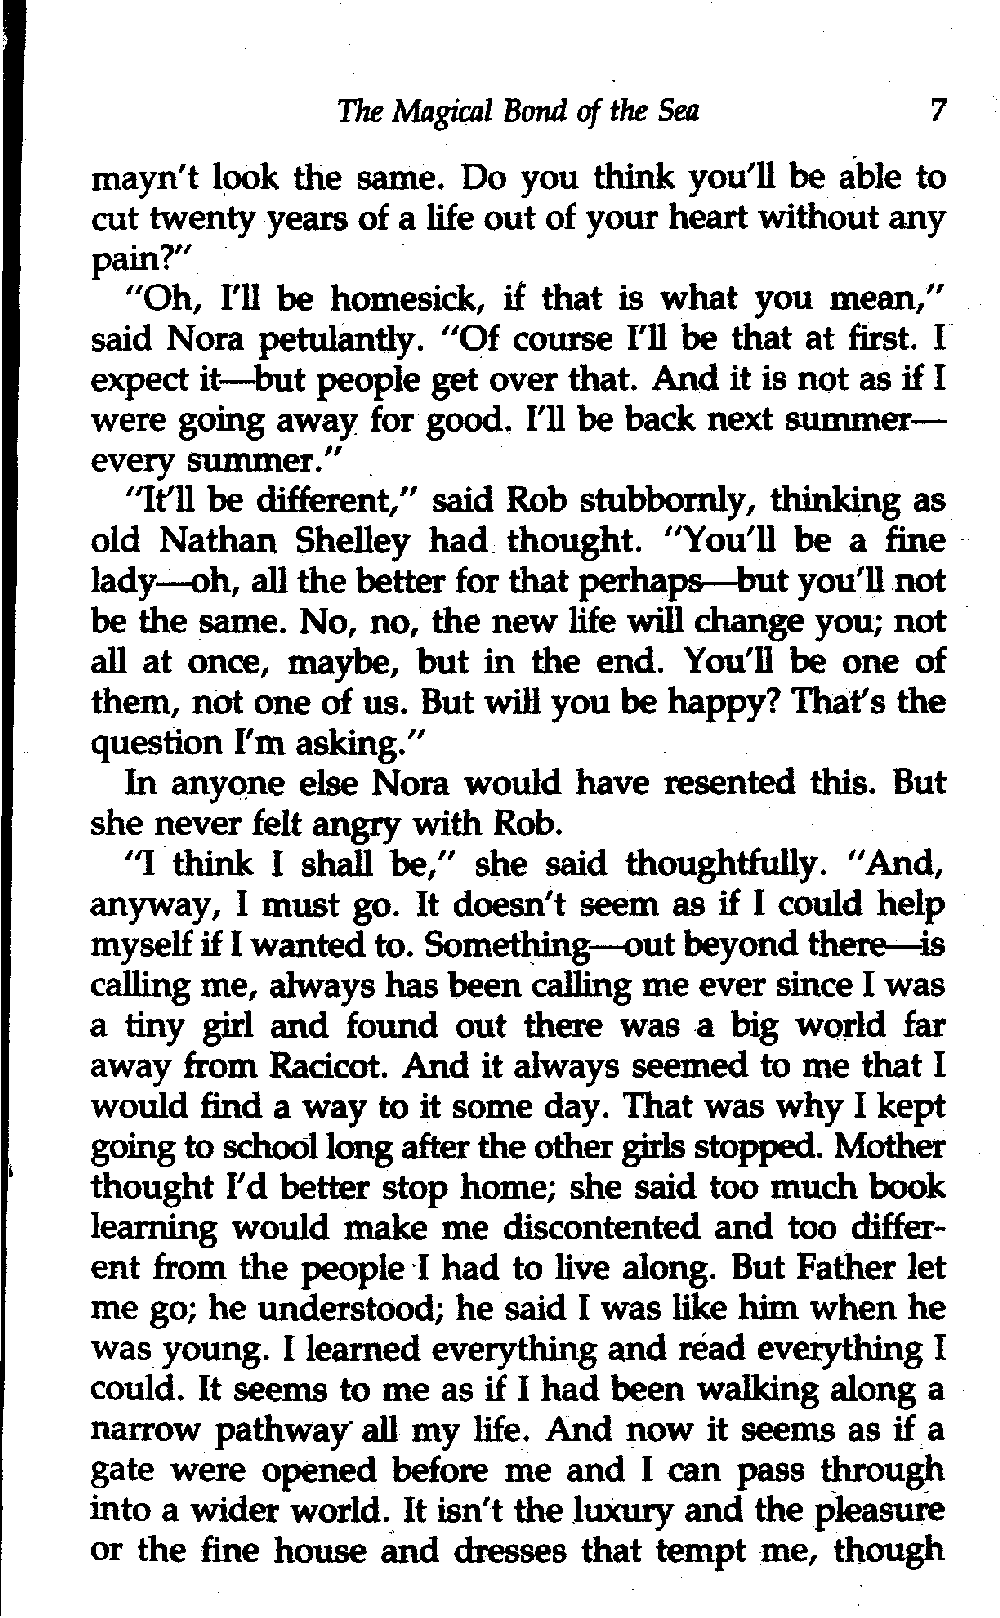 The Magical Bond of the Sea 7
mayn't look the same. Do you think you'll be able to
cut twenty years of a life out of your heart without any
pain?"
"Oh, I'll be homesick, if that is what you mean,"
said Nora petulantly. "Of course I'll be that at first. I
expect it—but people get over that. And it is not as if I
were going away for good. I'll be back next summer—
every summer."
"It'll be different," said Rob stubbornly, thinking as
old Nathan Shelley had thought. "You'll be a fine
lady—oh, all the better for that perhaps—but you'll not
be the same. No, no, the new life will change you; not
all at once, maybe, but in the end. You'll be one of
them, not one of us. But will you be happy? That's the
question I'm asking."
In anyone else Nora would have resented this. But
she never felt angry with Rob.
"I think I shall be," she said thoughtfully. "And,
anyway, I must go. It doesn't seem as if I could help
myself if I wanted to. Something—out beyond there—is
calling me, always has been calling me ever since I was
a tiny girl and found out there was a big world far
away from Racicot. And it always seemed to me that I
would find a way to it some day. That was why I kept
going to school long after the other girls stopped. Mother
thought I'd better stop home; she said too much book
learning would make me discontented and too differ-
ent from the people I had to live along. But Father let
me go; he understood; he said I was like him when he
was young. I learned everything and read everything I
could. It seems to me as if I had been walking along a
narrow pathway all my life. And now it seems as if a
gate were opened before me and I can pass through
into a wider world. It isn't the luxury and the pleasure
or the fine house and dresses that tempt me, though